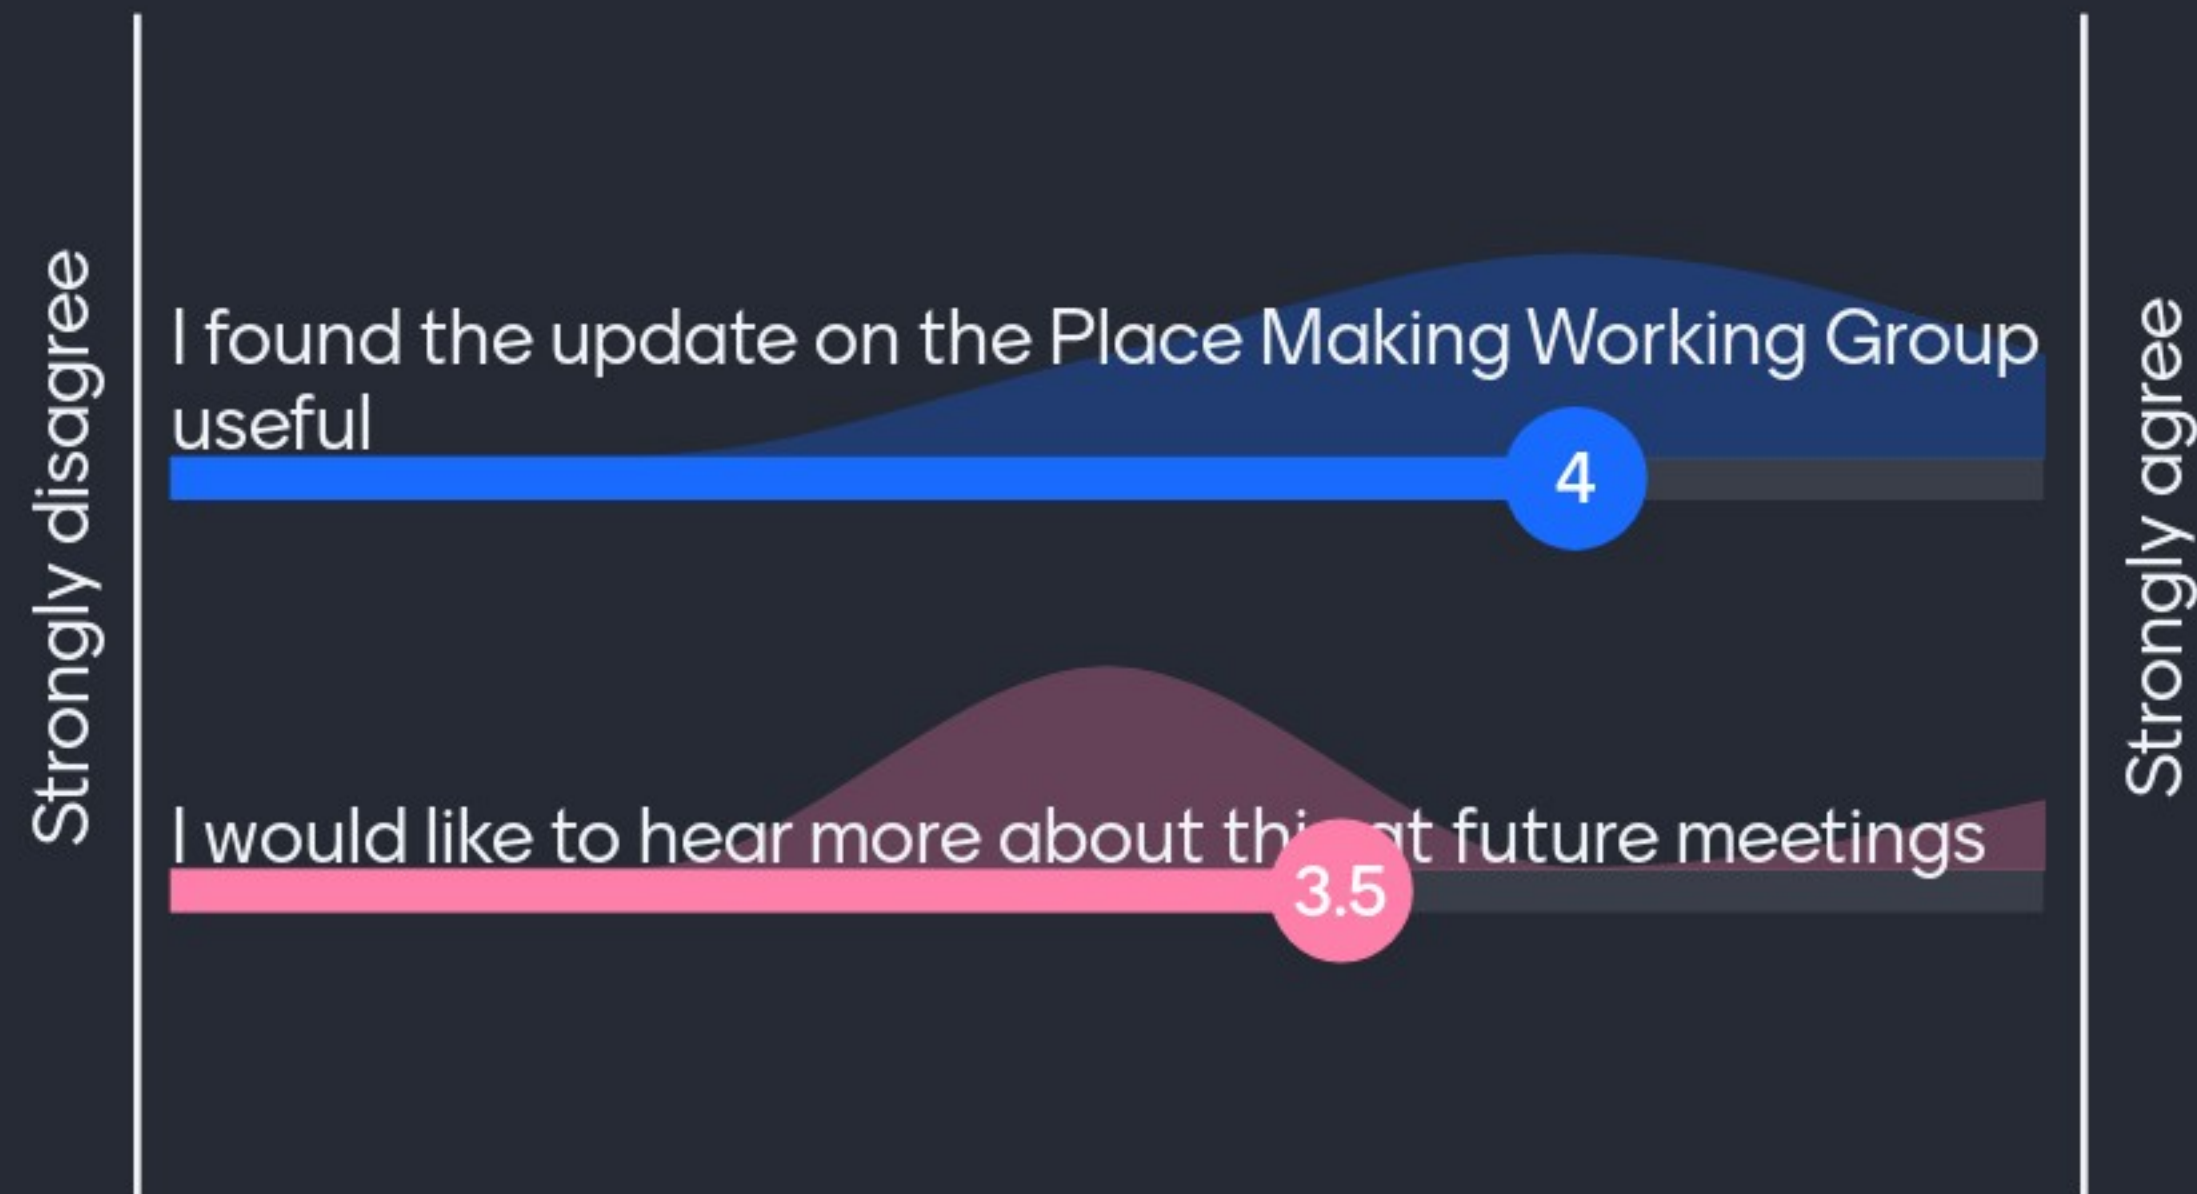 Strongly disagree
I found the update on the Place Making Working Group
useful
4
I would like to hear more about this at future meetings
3.5
Strongly agree